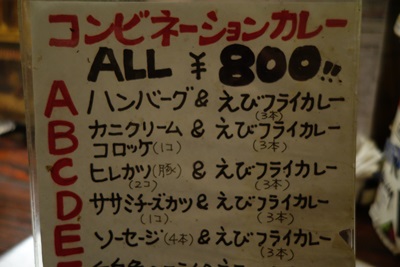 コンビネーションカレー
ALL ¥800!!!
A ハンバーグ & えびフライカレー
(3本)
B カニクリーム & えびフライカレー
コロッケ(1コ) (3本)
C ヒレカツ(豚) & えびフライカレー
(2コ) (3本)
D ササミチーズカツ & えびフライカレー
(1コ) (3本)
E ソーセージ(4本) & えびフライカレー
(3本)